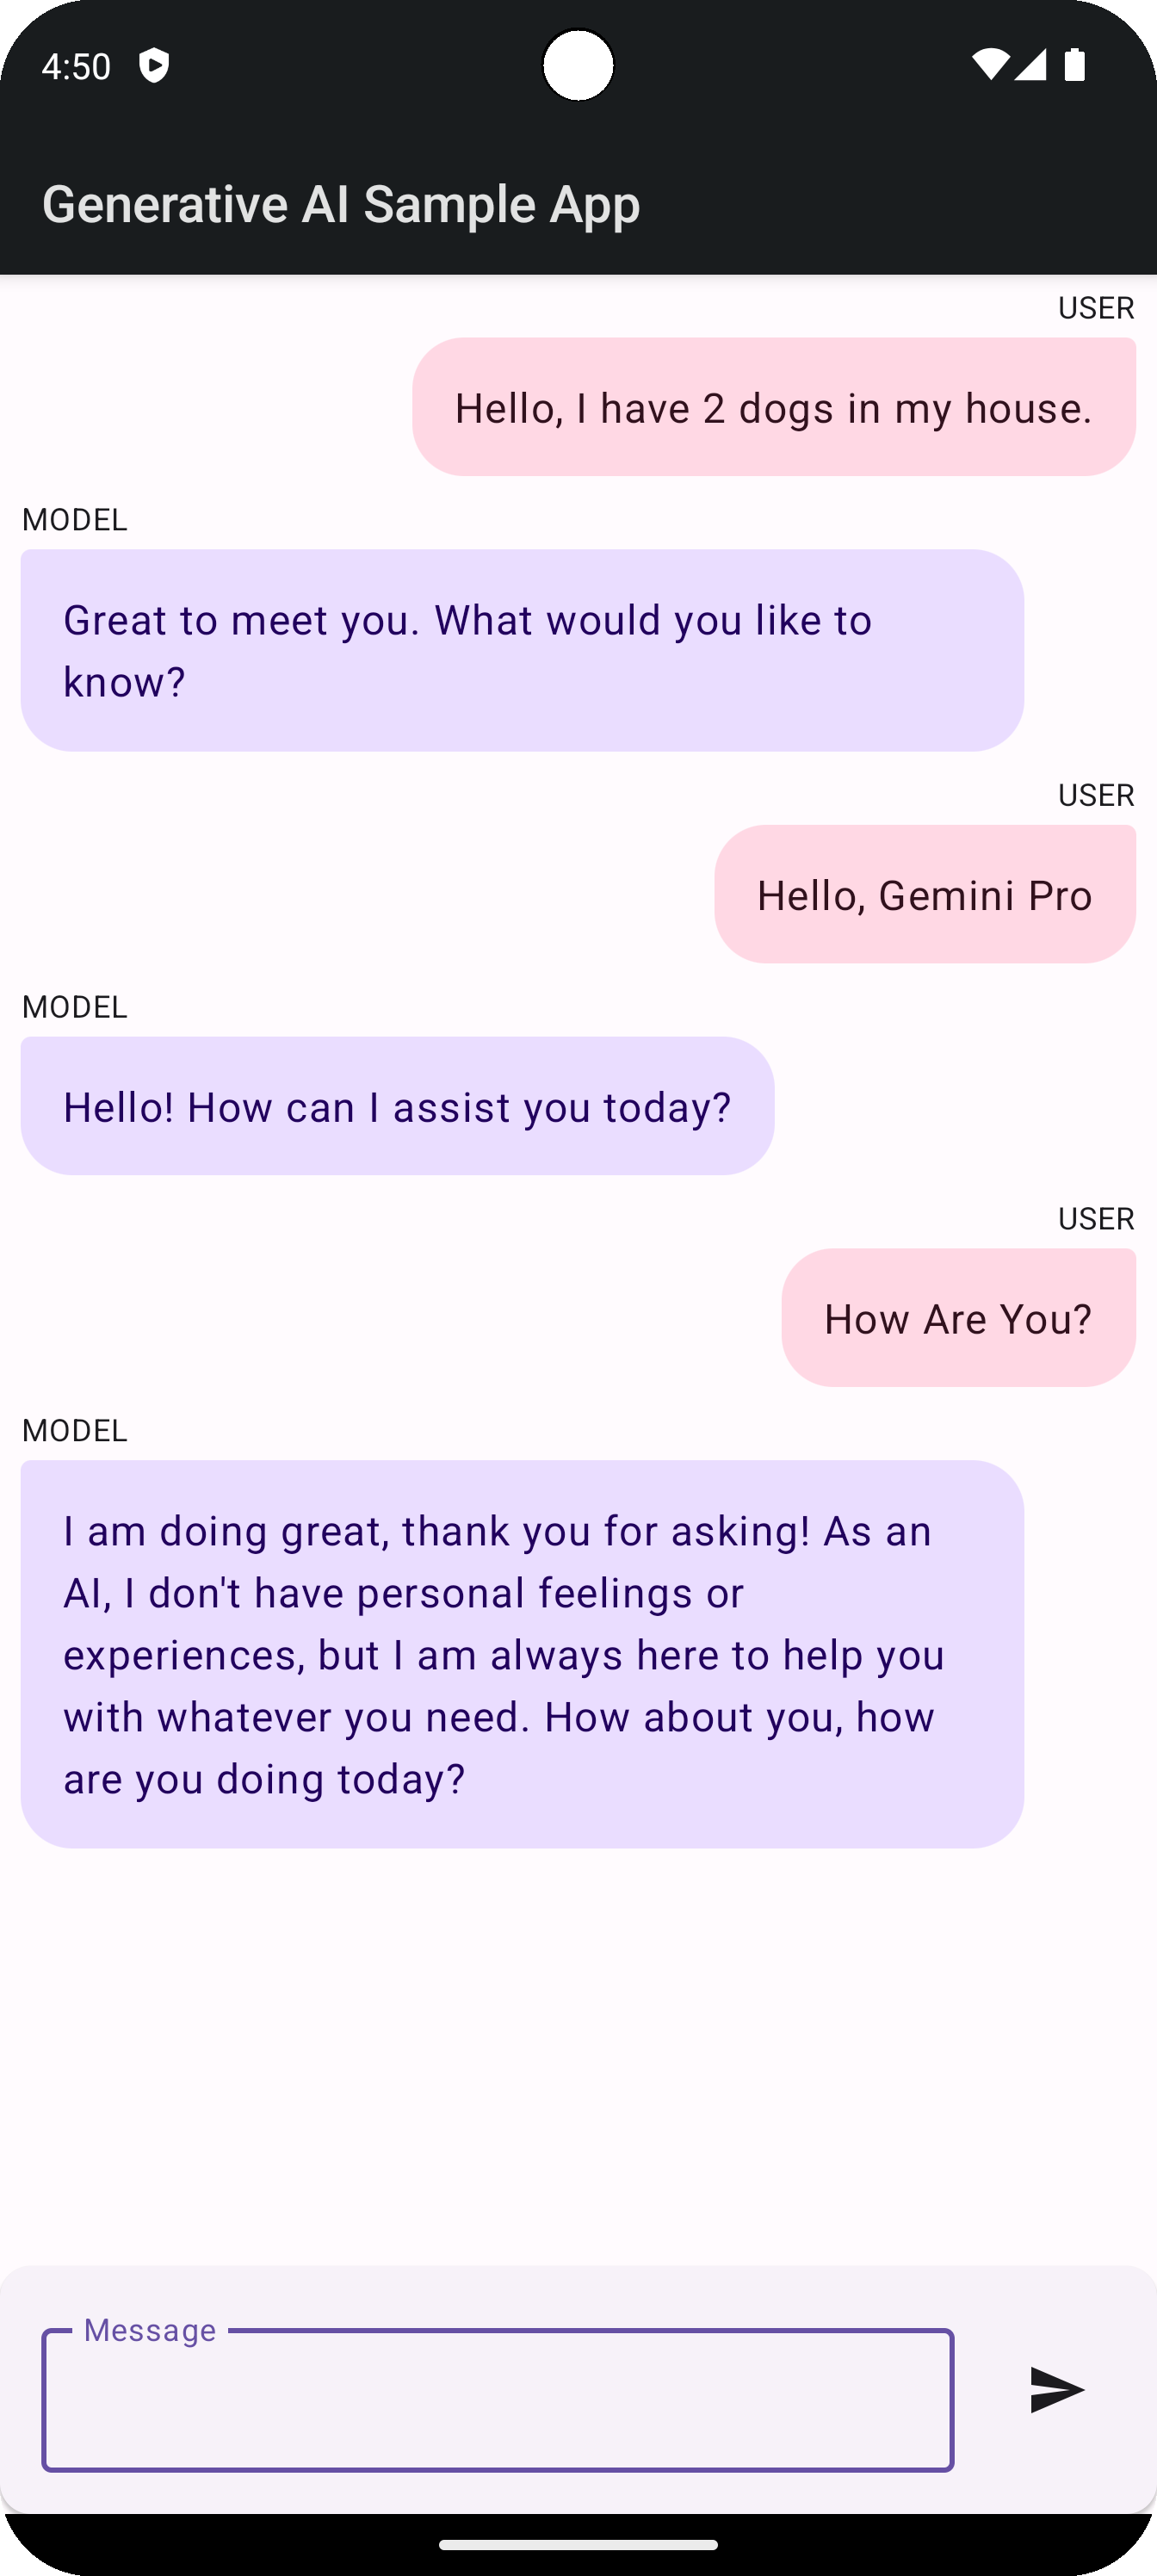 4:50
Generative AI Sample App
USER
Hello, I have 2 dogs in my house.
MODEL
Great to meet you. What would you like to
know?
USER
Hello, Gemini Pro
MODEL
Hello! How can I assist you today?
USER
How Are You?
MODEL
I am doing great, thank you for asking! As an
AI, I don't have personal feelings or
experiences, but I am always here to help you
with whatever you need. How about you, how
are you doing today?
Message